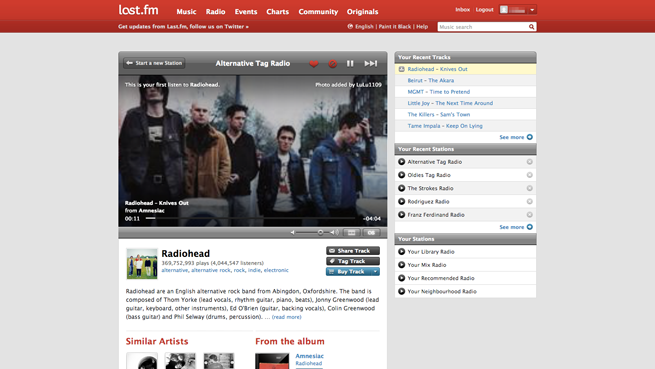 lost.fm
Music Radio Events Charts Community Originals
Inbox Logout
Get updates from Last.fm, follow us on Twitter »
English | Paint It Black | Help
Music search
Start a new Station
Alternative Tag Radio
This is your first listen to Radiohead.
Photo added by LuLu1109
Radiohead – Knives Out
from Amnesiac
00:11
-04:04
Radiohead
369,752,993 plays (4,044,547 listeners)
alternative, alternative rock, rock, indie, electronic
Share Track
Tag Track
Buy Track
Radiohead are an English alternative rock band from Abingdon, Oxfordshire. The band is
composed of Thom Yorke (lead vocals, rhythm guitar, piano, beats), Jonny Greenwood (lead
guitar, keyboard, other instruments), Ed O'Brien (guitar, backing vocals), Colin Greenwood
(bass guitar) and Phil Selway (drums, percussion). ... (read more)
Similar Artists
From the album
Amnesiac
Radiohead
Your Recent Tracks
Radiohead – Knives Out
Beirut – The Akara
MGMT – Time to Pretend
Little Joy – The Next Time Around
The Killers – Sam's Town
Tame Impala – Keep On Lying
See more
Your Recent Stations
Alternative Tag Radio
Oldies Tag Radio
The Strokes Radio
Rodriguez Radio
Franz Ferdinand Radio
See more
Your Stations
Your Library Radio
Your Mix Radio
Your Recommended Radio
Your Neighbourhood Radio